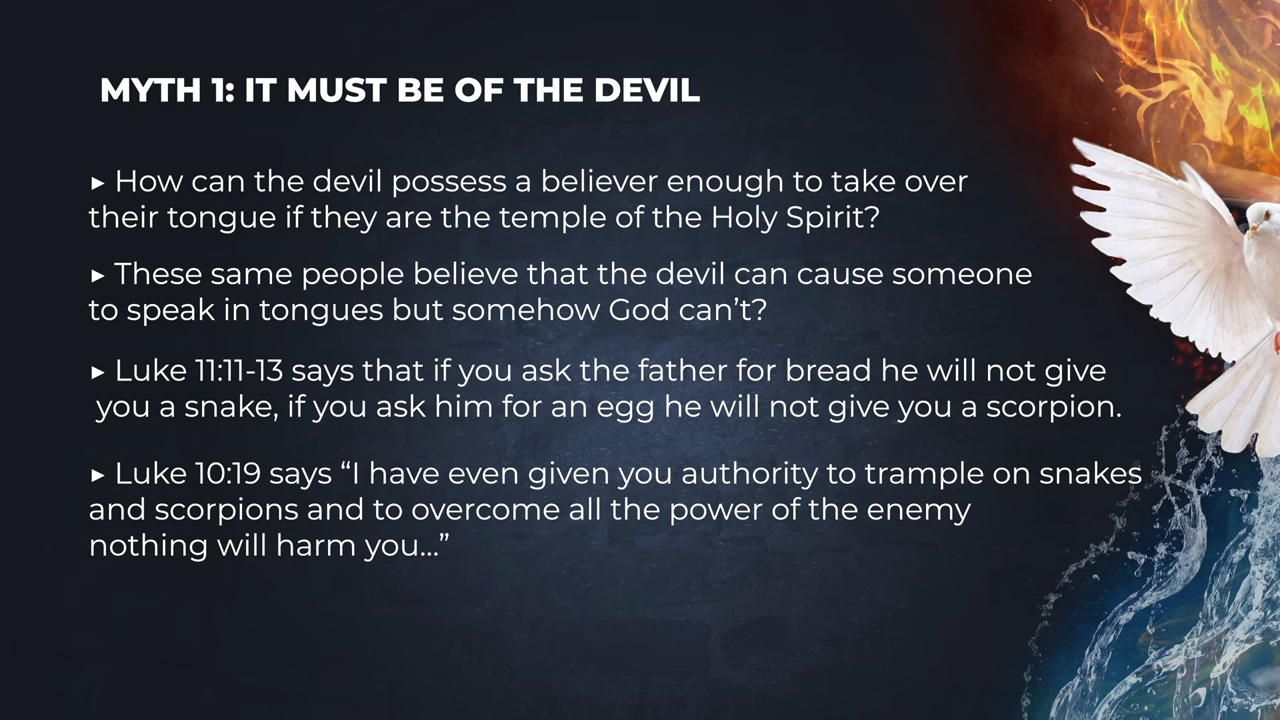 MYTH 1: IT MUST BE OF THE DEVIL
► How can the devil possess a believer enough to take over
their tongue if they are the temple of the Holy Spirit?
► These same people believe that the devil can cause someone
to speak in tongues but somehow God can’t?
► Luke 11:11-13 says that if you ask the father for bread he will not give
you a snake, if you ask him for an egg he will not give you a scorpion.
► Luke 10:19 says “I have even given you authority to trample on snakes
and scorpions and to overcome all the power of the enemy
nothing will harm you...”